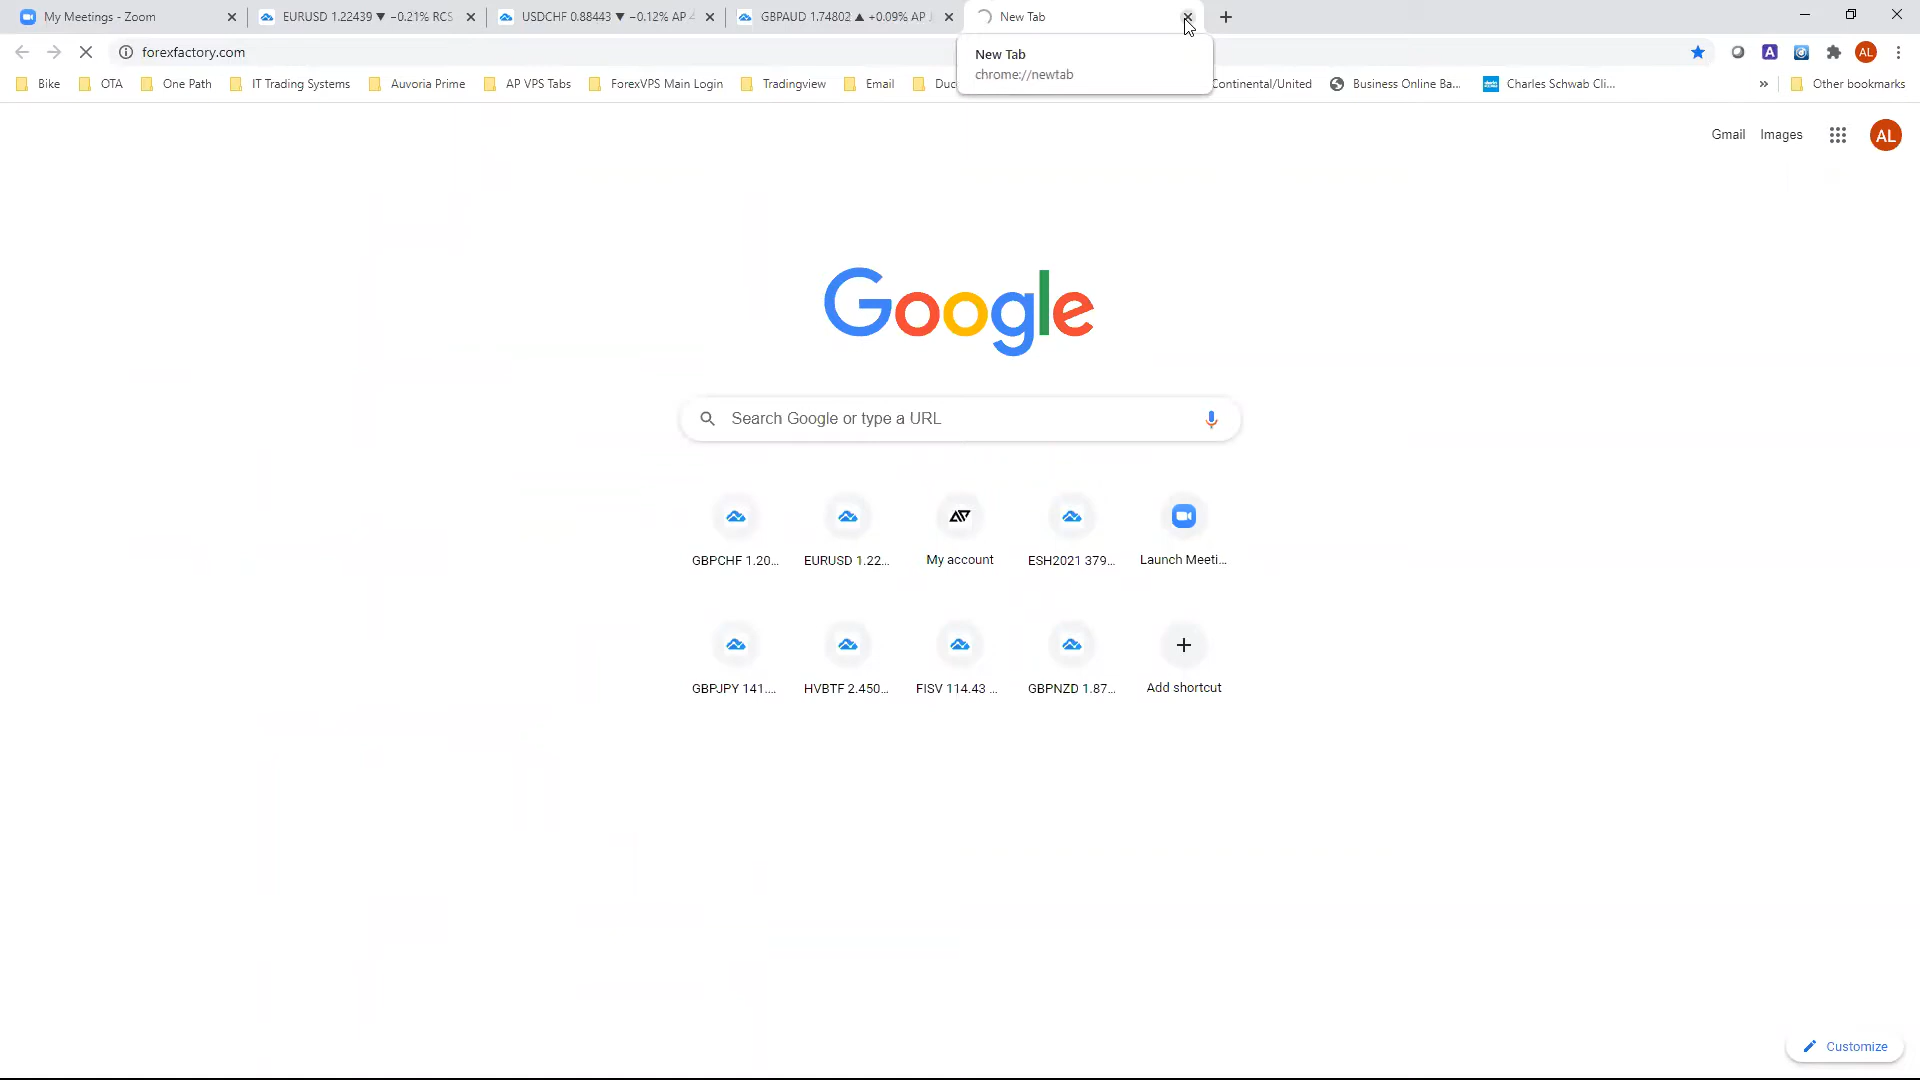 My Meetings - Zoom
EURUSD 1.22439 ▼ −0.21% RCS
USDCHF 0.88443 ▼ −0.12% AP
GBPAUD 1.74802 ▲ +0.09% AP
New Tab
forexfactory.com
New Tab
chrome://newtab
AL
Bike
OTA
One Path
IT Trading Systems
Auvoria Prime
AP VPS Tabs
ForexVPS Main Login
Tradingview
Email
Duc
Continental/United
Business Online Ba...
Charles Schwab Cli...
»
Other bookmarks
Gmail
Images
AL
Google
Search Google or type a URL
GBPCHF 1.20...
EURUSD 1.22...
My account
ESH2021 379...
Launch Meeti...
GBPJPY 141....
HVBTF 2.450...
FISV 114.43 ...
GBPNZD 1.87...
Add shortcut
Customize